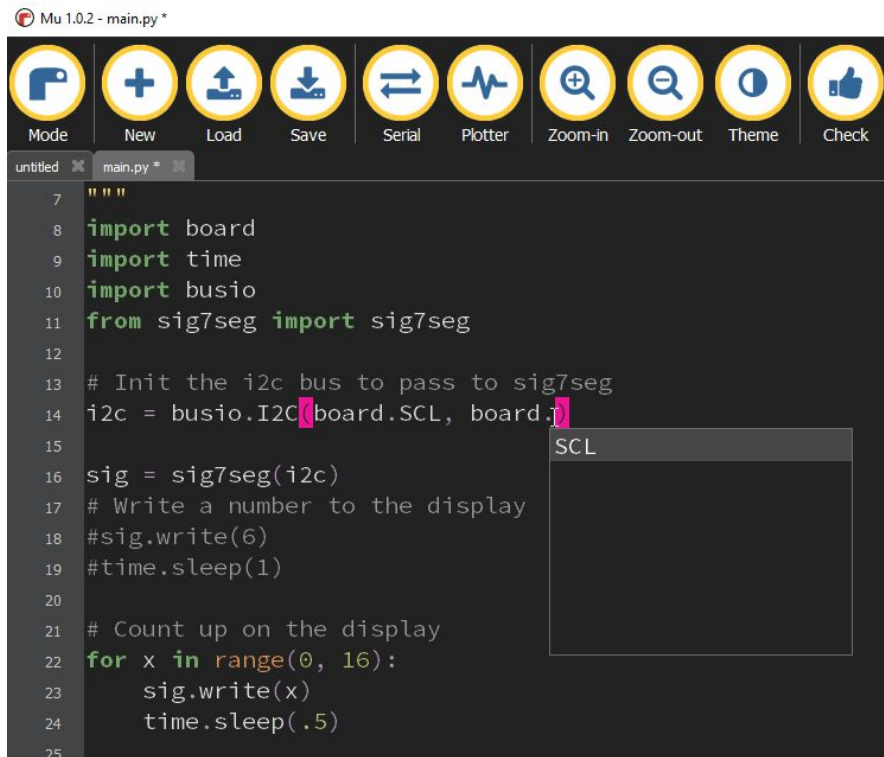 Mu 1.0.2 - main.py *
Mode New Load Save Serial Plotter Zoom-in Zoom-out Theme Check
untitled main.py *
7 """
8 import board
9 import time
10 import busio
11 from sig7seg import sig7seg
12
13 # Init the i2c bus to pass to sig7seg
14 i2c = busio.I2C(board.SCL, board.)
SCL
15
16 sig = sig7seg(i2c)
17 # Write a number to the display
18 #sig.write(6)
19 #time.sleep(1)
20
21 # Count up on the display
22 for x in range(0, 16):
23     sig.write(x)
24     time.sleep(.5)
25